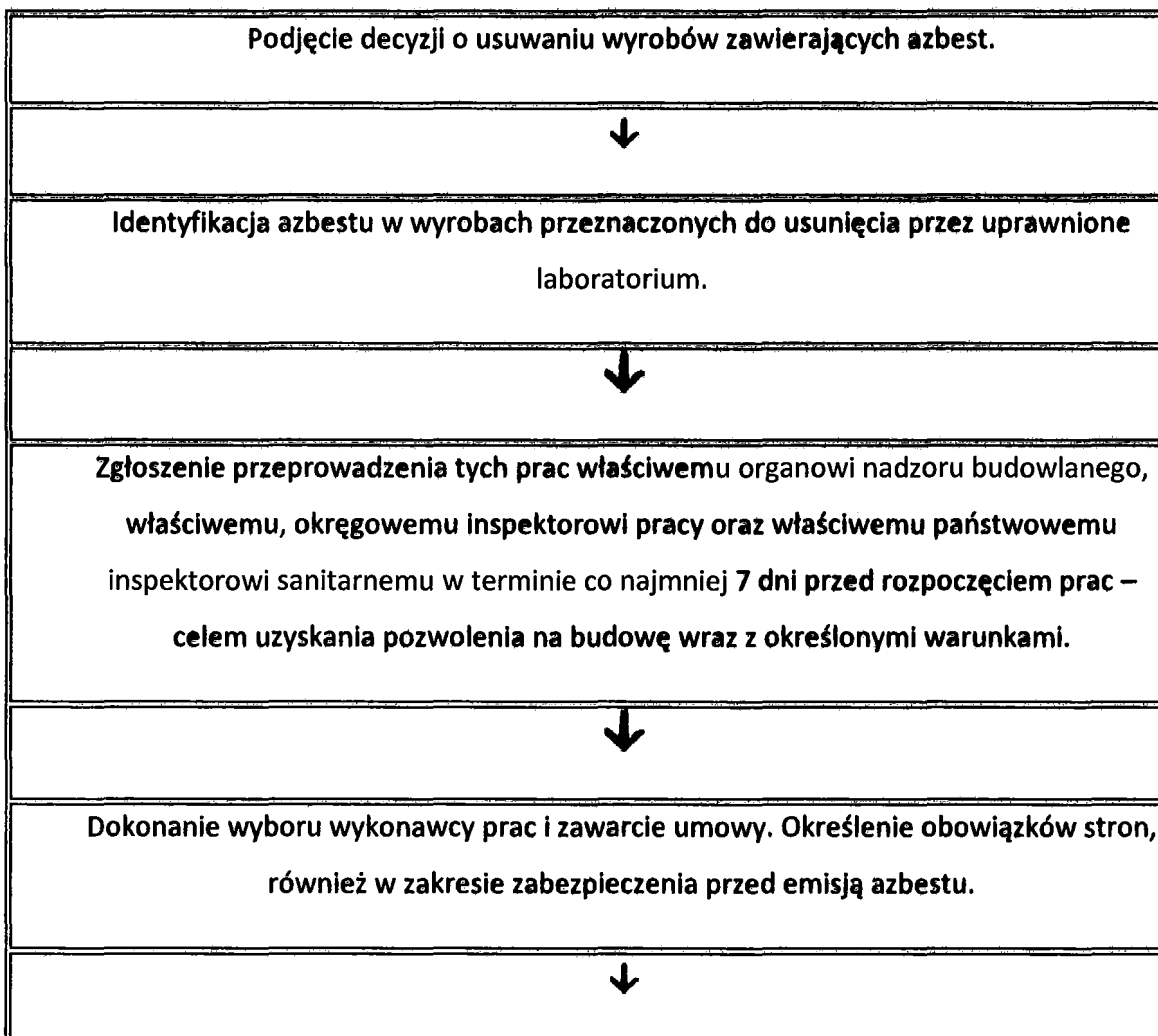 Podjęcie decyzji o usuwaniu wyrobów zawierających azbest.
↓
Identyfikacja azbestu w wyrobach przeznaczonych do usunięcia przez uprawnione
laboratorium.
↓
Zgłoszenie przeprowadzenia tych prac właściwemu organowi nadzoru budowlanego,
właściwemu, okręgowemu inspektorowi pracy oraz właściwemu państwowemu
inspektorowi sanitarnemu w terminie co najmniej 7 dni przed rozpoczęciem prac –
celem uzyskania pozwolenia na budowę wraz z określonymi warunkami.
↓
Dokonanie wyboru wykonawcy prac i zawarcie umowy. Określenie obowiązków stron,
również w zakresie zabezpieczenia przed emisją azbestu.
↓